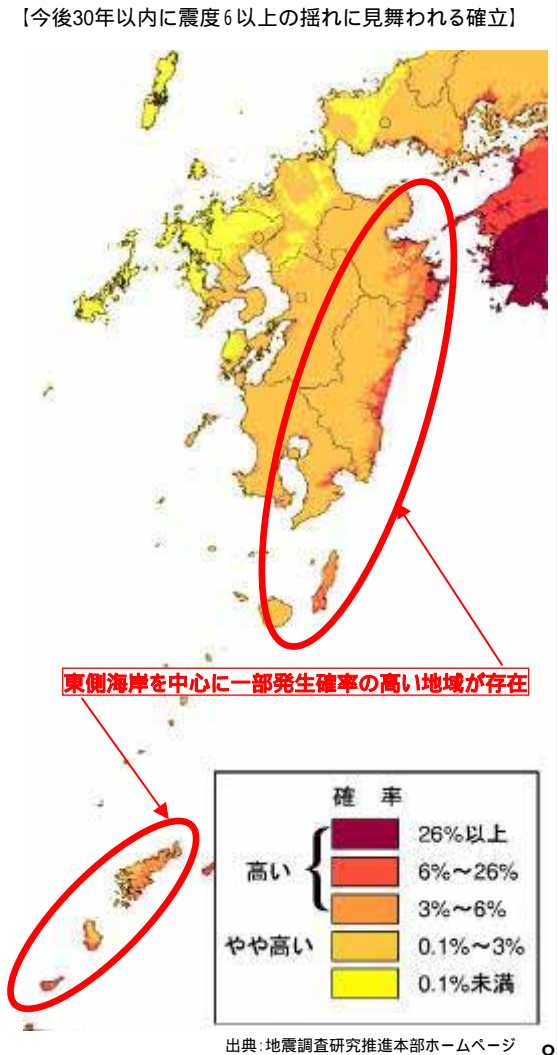 【今後30年以内に震度6以上の揺れに見舞われる確立】
東側海岸を中心に一部発生確率の高い地域が存在
確 率
高い
26%以上
6%～26%
3%～6%
やや高い
0.1%～3%
0.1%未満
出典:地震調査研究推進本部ホームページ